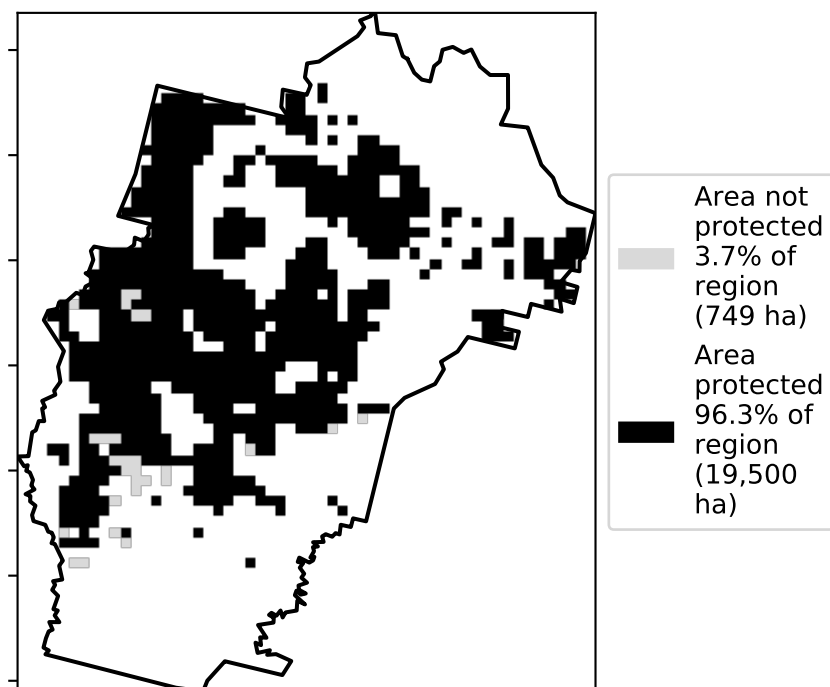 Area not
protected
3.7% of
region
(749 ha)
Area
protected
96.3% of
region
(19,500
ha)